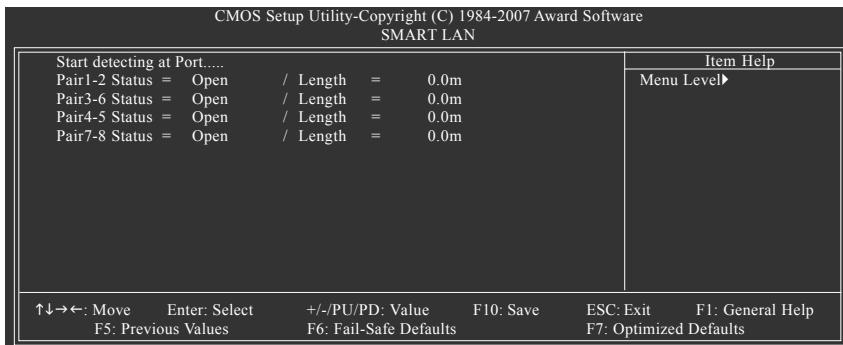 CMOS Setup Utility-Copyright (C) 1984-2007 Award Software
SMART LAN
Start detecting at Port.....
Pair1-2 Status = Open / Length = 0.0m
Pair3-6 Status = Open / Length = 0.0m
Pair4-5 Status = Open / Length = 0.0m
Pair7-8 Status = Open / Length = 0.0m
Item Help
Menu Level▶
↑↓→←: Move Enter: Select +/-/PU/PD: Value F10: Save ESC: Exit F1: General Help
F5: Previous Values F6: Fail-Safe Defaults F7: Optimized Defaults